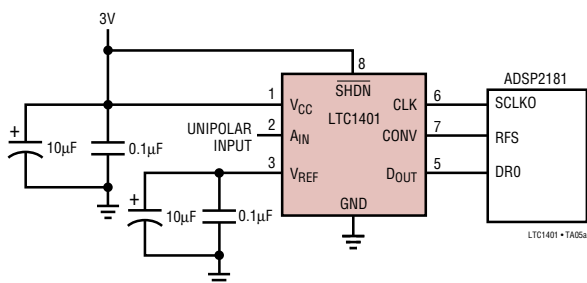 3V
8
ADSP2181
SHDN
1
VCC
CLK
6
SCLKO
LTC1401
+
10µF
0.1µF
UNIPOLAR
INPUT
2
AIN
CONV
7
RFS
3
VREF
DOUT
5
DR0
+
10µF
0.1µF
GND
LTC1401 • TA05a